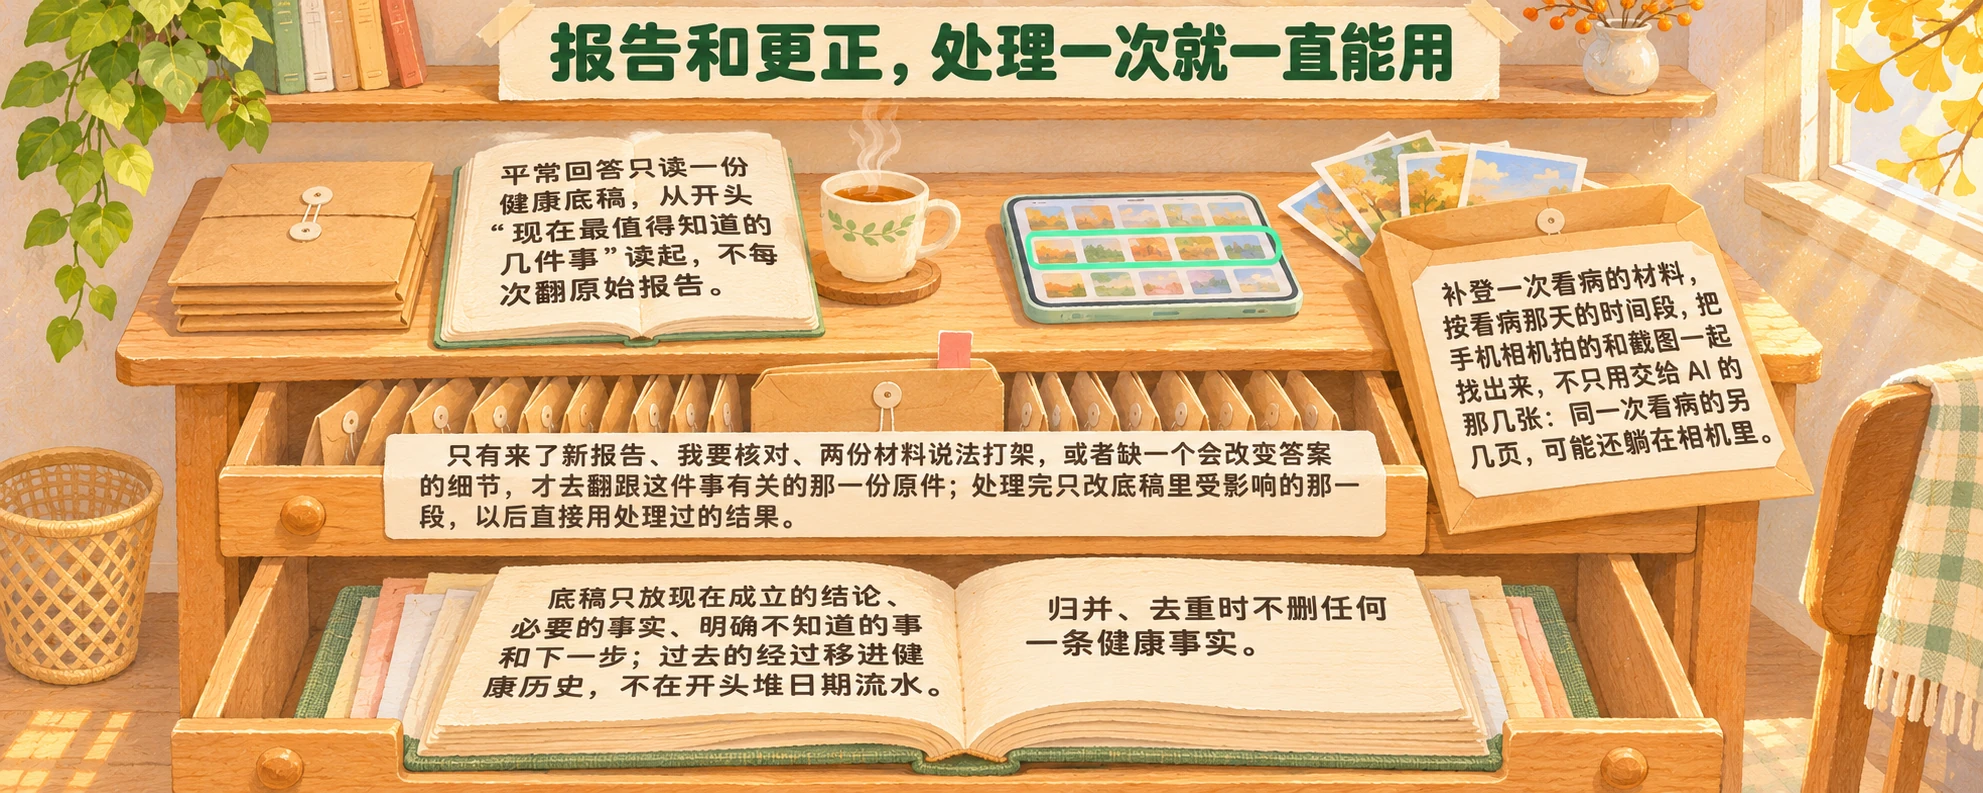 报告和更正，处理一次就一直能用
平常回答只读一份
健康底稿，从开头
“现在最值得知道的
几件事”读起，不每
次翻原始报告。
补登一次看病的材料，
按看病那天的时间段，把
手机相机拍的和截图一起
找出来，不只用交给 AI 的
那几张：同一次看病的另
几页，可能还躺在相机里。
只有来了新报告、我要核对、两份材料说法打架，或者缺一个会改变答案
的细节，才去翻跟这件事有关的那一份原件；处理完只改底稿里受影响的那一
段，以后直接用处理过的结果。
底稿只放现在成立的结论、
必要的事实、明确不知道的事
和下一步；过去的经过移进健
康历史，不在开头堆日期流水。
归并、去重时不删任何
一条健康事实。